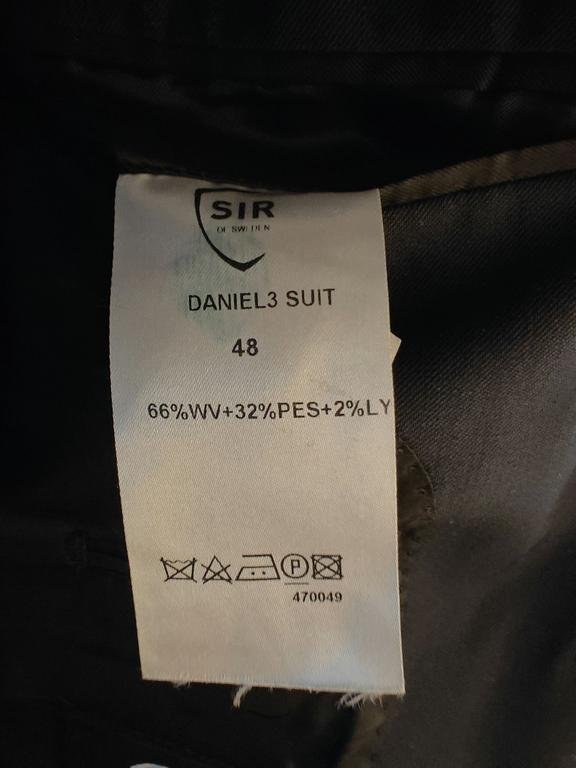 SIR
OF SWEDEN
DANIEL3 SUIT
48
66%WV+32%PES+2%LY
P
470049